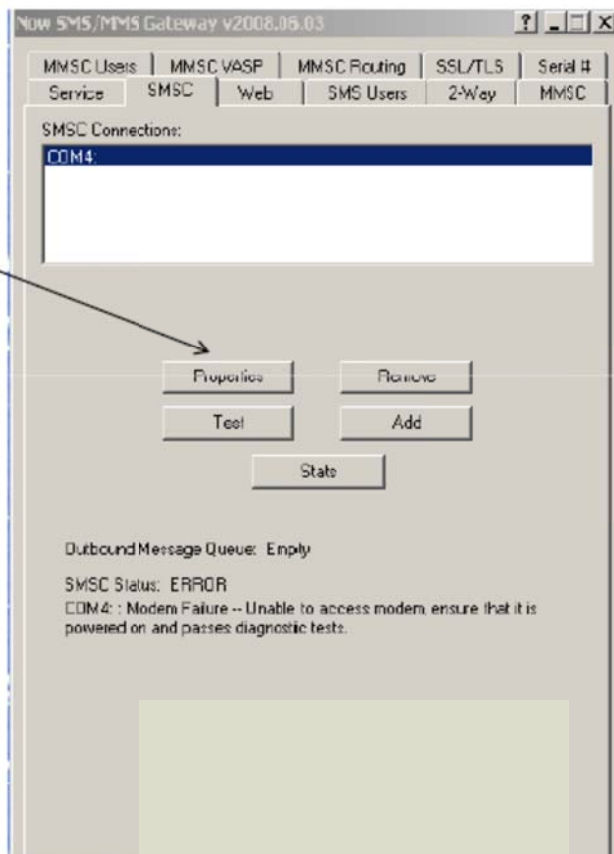 Now SMS/MMS Gateway v2008.06.03
MMSC Users MMSC VASP MMSC Routing SSL/TLS Serial #
Service SMSC Web SMS Users 2-Way MMSC
SMSC Connections:
COM4:
Properties Remove
Test Add
Stats
Outbound Message Queue: Empty
SMSC Status: ERROR
COM4: : Modem Failure -- Unable to access modem, ensure that it is
powered on and passes diagnostic tests.